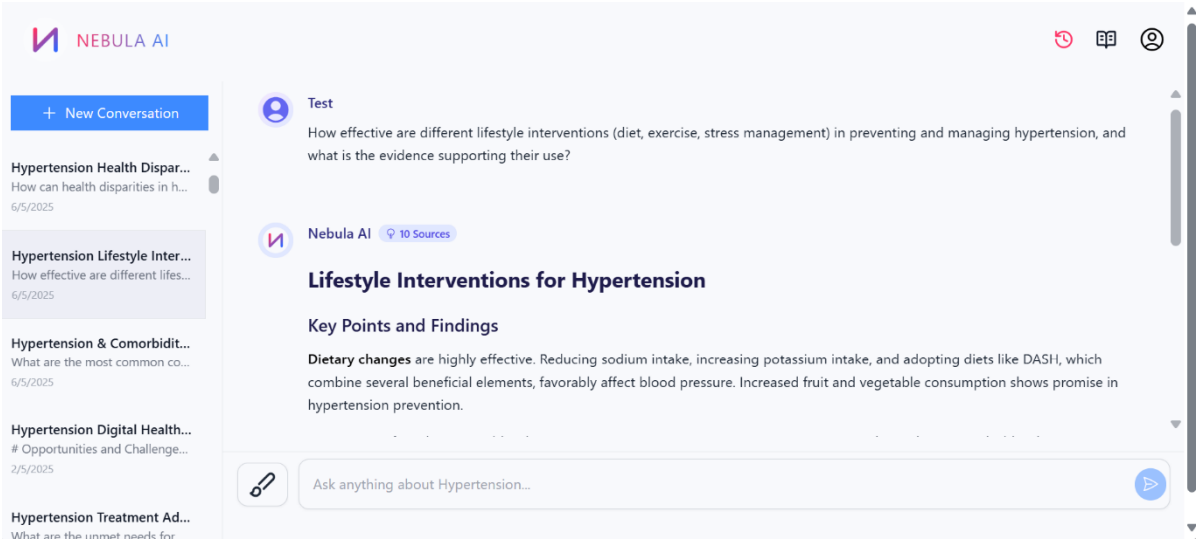 NEBULA AI
+ New Conversation
Hypertension Health Dispar...
How can health disparities in h...
6/5/2025
Hypertension Lifestyle Inter...
How effective are different lifes...
6/5/2025
Hypertension & Comorbidit...
What are the most common co...
6/5/2025
Hypertension Digital Health...
# Opportunities and Challenge...
2/5/2025
Hypertension Treatment Ad...
What are the unmet needs for
Test
How effective are different lifestyle interventions (diet, exercise, stress management) in preventing and managing hypertension, and
what is the evidence supporting their use?
Nebula AI 10 Sources
Lifestyle Interventions for Hypertension
Key Points and Findings
Dietary changes are highly effective. Reducing sodium intake, increasing potassium intake, and adopting diets like DASH, which
combine several beneficial elements, favorably affect blood pressure. Increased fruit and vegetable consumption shows promise in
hypertension prevention.
Ask anything about Hypertension...